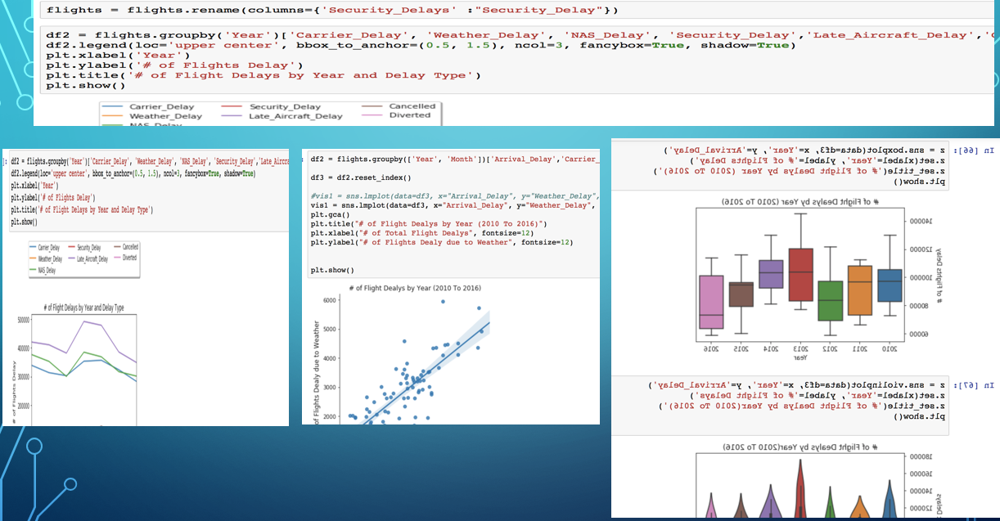 flights = flights.rename(columns={'Security_Delays' :"Security_Delay"})
df2 = flights.groupby('Year')['Carrier_Delay', 'Weather_Delay', 'NAS_Delay', 'Security_Delay','Late_Aircraft_Delay','
df2.legend(loc='upper center', bbox_to_anchor=(0.5, 1.5), ncol=3, fancybox=True, shadow=True)
plt.xlabel('Year')
plt.ylabel('# of Flights Delay')
plt.title('# of Flight Delays by Year and Delay Type')
plt.show()
Carrier_Delay Security_Delay Cancelled
Weather_Delay Late_Aircraft_Delay Diverted
NAS_Delay
]: df2 = flights.groupby('Year')['Carrier_Delay', 'Weather_Delay', 'NAS_Delay', 'Security_Delay','Late_Aircra
df2.legend(loc='upper center', bbox_to_anchor=(0.5, 1.5), ncol=3, fancybox=True, shadow=True)
plt.xlabel('Year')
plt.ylabel('# of Flights Delay')
plt.title('# of Flight Delays by Year and Delay Type')
plt.show()
Carrier_Delay Security_Delay Cancelled
Weather_Delay Late_Aircraft_Delay Diverted
NAS_Delay
# of Flight Delays by Year and Delay Type
500000
400000
300000
200000
# of Flights Delay
df2 = flights.groupby(['Year', 'Month'])['Arrival_Delay','Carrier_
df3 = df2.reset_index()
#vis1 = sns.lmplot(data=df3, x="Arrival_Delay", y="Weather_Delay",
vis1 = sns.lmplot(data=df3, x="Arrival_Delay", y="Weather_Delay",
plt.gca()
plt.title("# of Flight Dealys by Year (2010 To 2016)")
plt.xlabel("# of Total Flight Dealys", fontsize=12)
plt.ylabel("# of Flights Dealy due to Weather", fontsize=12)
plt.show()
# of Flight Dealys by Year (2010 To 2016)
6000
5000
4000
3000
2000
of Flights Dealy due to Weather
In [66]: z = sns.boxplot(data=df3, x='Year', y='Arrival_Delay')
z.set(xlabel='Year', ylabel='# of Flights Delay')
z.set_title('# of Flight Dealys by Year (2010 To 2016)')
plt.show()
# of Flight Dealys by Year (2010 To 2016)
140000
120000
100000
80000
60000
# of Flights Delay
2010 2011 2012 2013 2014 2015 2016
Year
In [67]: z = sns.violinplot(data=df3, x='Year', y='Arrival_Delay')
z.set(xlabel='Year', ylabel='# of Flight Delays')
z.set_title('# of Flight Dealys by Year(2010 To 2016)')
plt.show()
# of Flight Dealys by Year(2010 To 2016)
180000
160000
140000
120000
Delays